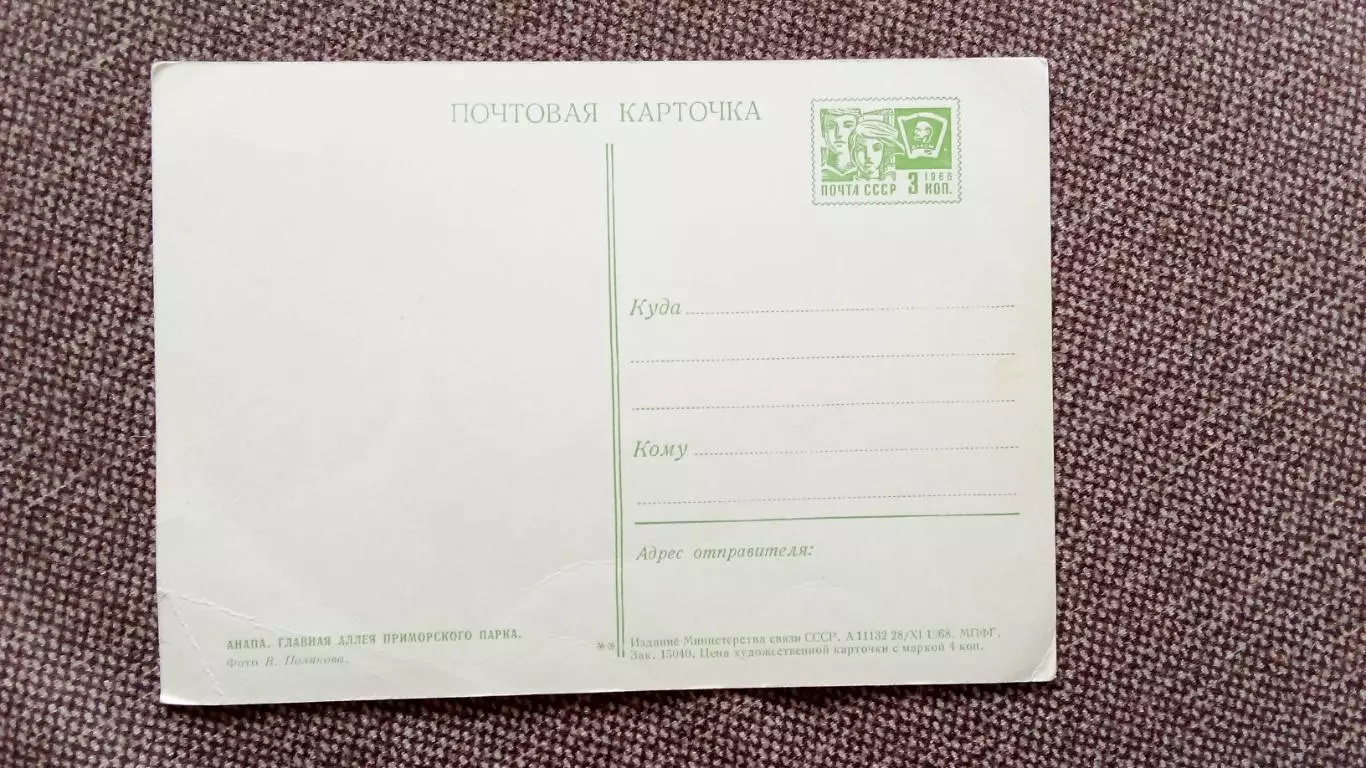 ПОЧТОВАЯ КАРТОЧКА
ПОЧТА СССР 3 1966 КОП.
Куда
Кому
Адрес отправителя:
АНАПА. ГЛАВНАЯ АЛЛЕЯ ПРИМОРСКОГО ПАРКА.
Фото В. Полякова.
Издание Министерства связи СССР. А 11132 28/XI 1968. МПФГ.
Зак. 15040. Цена художественной карточки с маркой 4 коп.